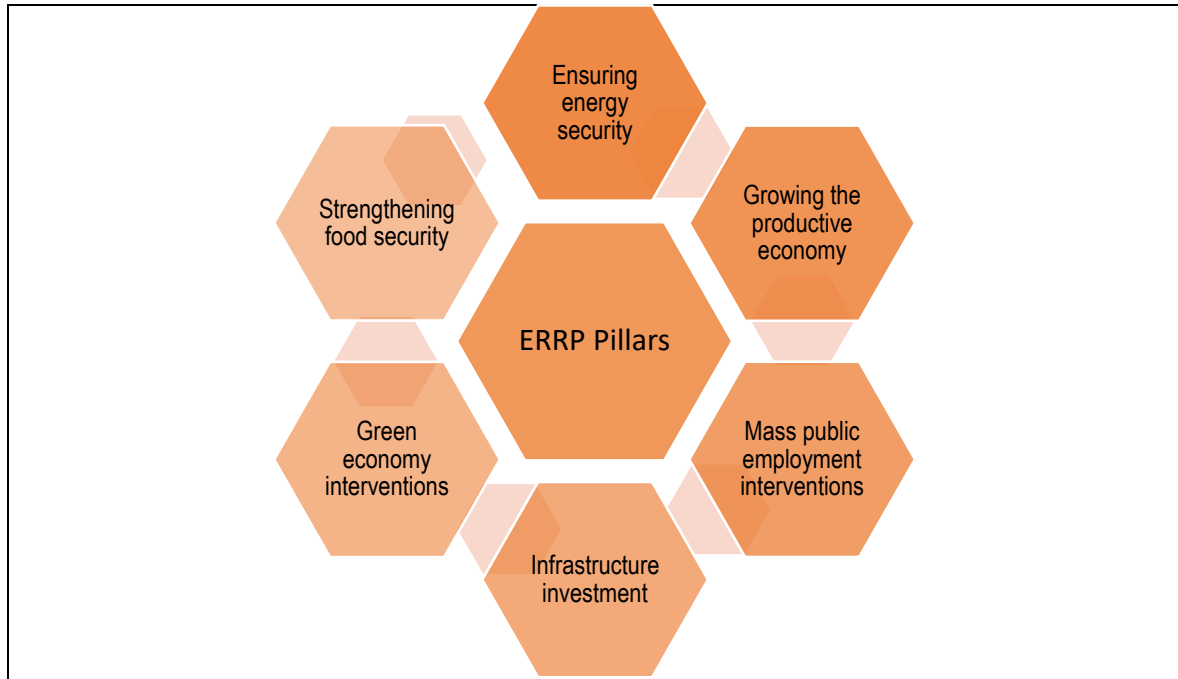 Ensuring
energy
security
Growing the
productive
economy
Mass public
employment
interventions
Infrastructure
investment
Green
economy
interventions
Strengthening
food security
ERRP Pillars